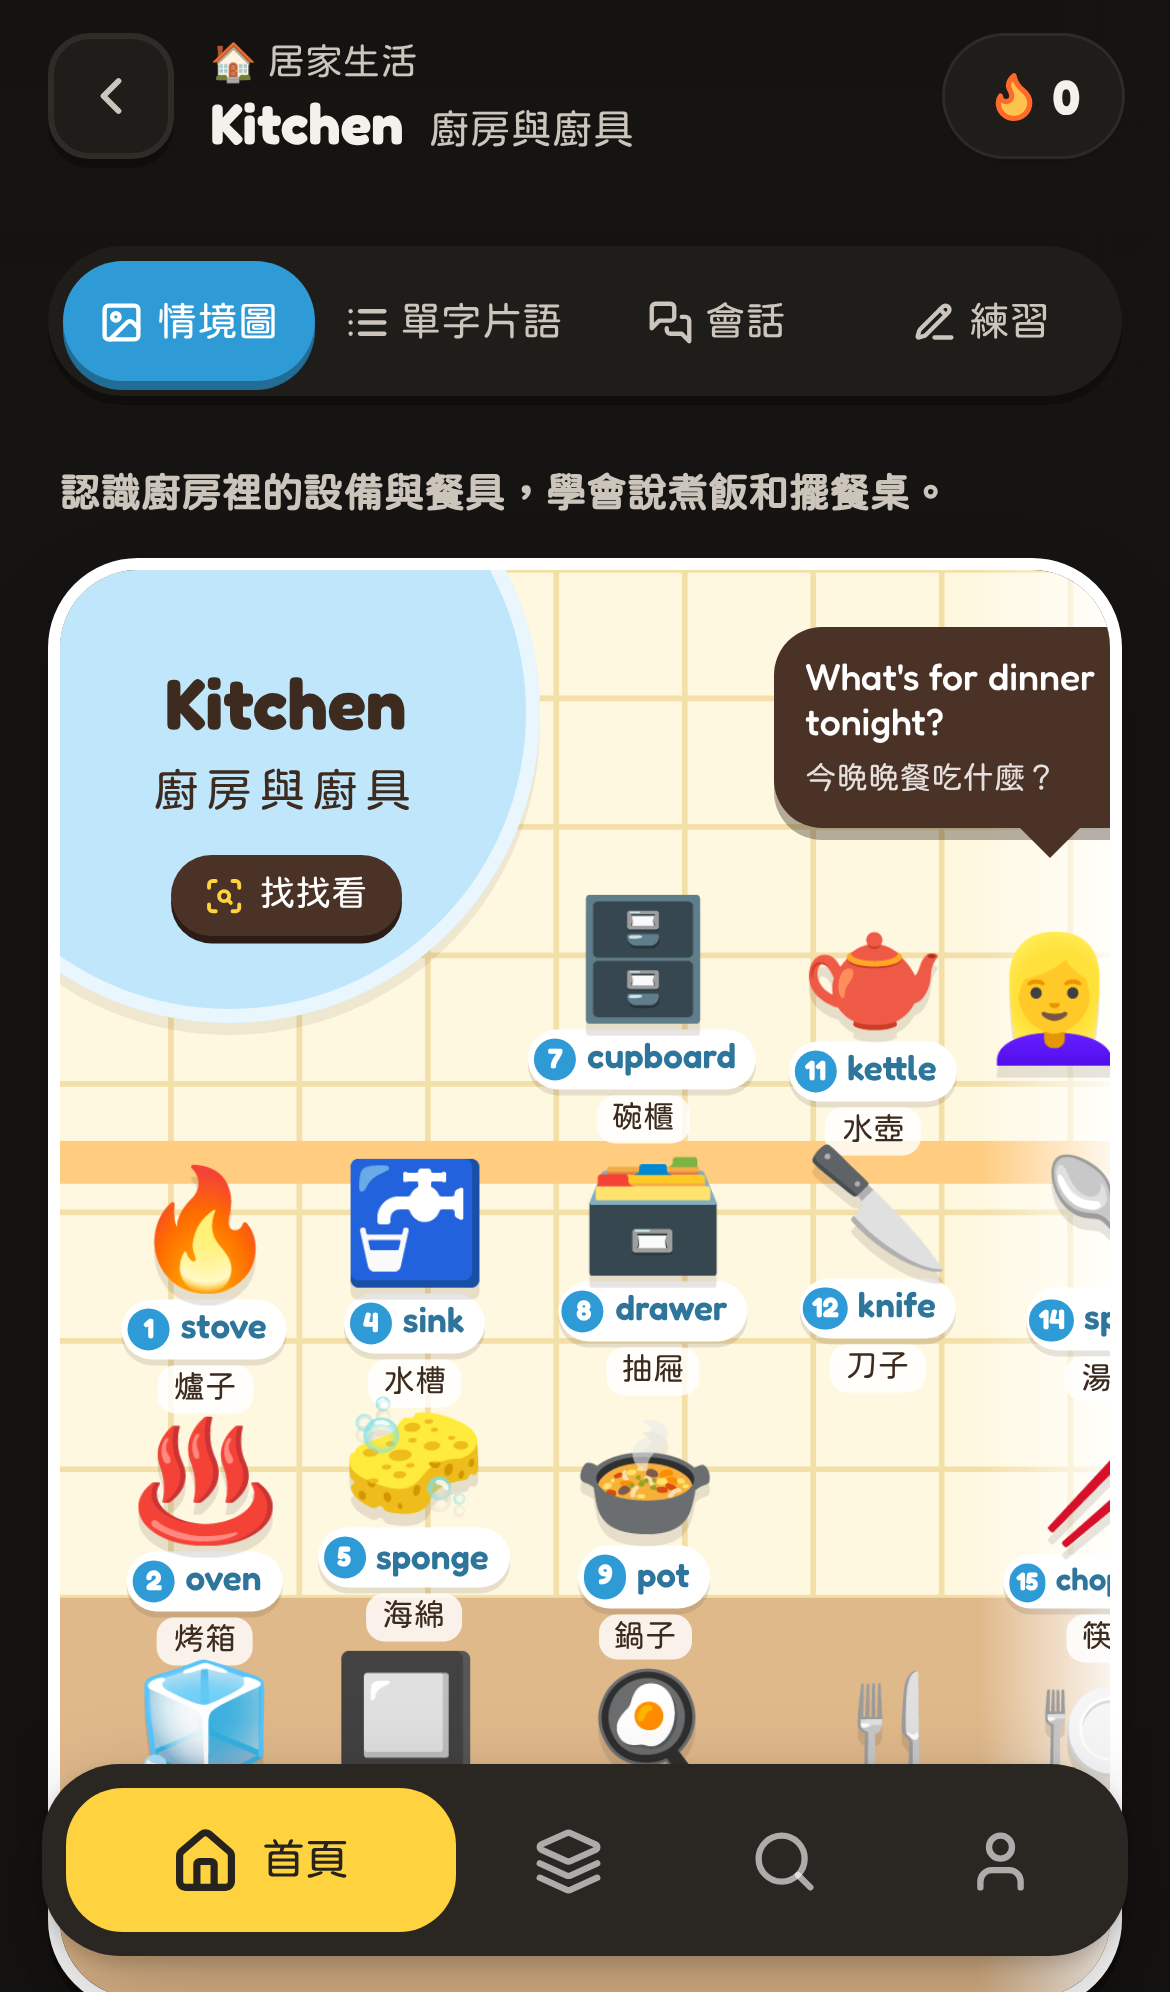 🏠 居家生活
Kitchen 廚房與廚具
🔥 0
情境圖
單字片語
會話
練習
認識廚房裡的設備與餐具，學會說煮飯和擺餐桌。
Kitchen
廚房與廚具
找找看
What's for dinner
tonight?
今晚晚餐吃什麼？
7 cupboard
碗櫃
11 kettle
水壺
1 stove
爐子
4 sink
水槽
8 drawer
抽屜
12 knife
刀子
14 sp
湯
2 oven
烤箱
5 sponge
海綿
9 pot
鍋子
15 chop
筷
首頁